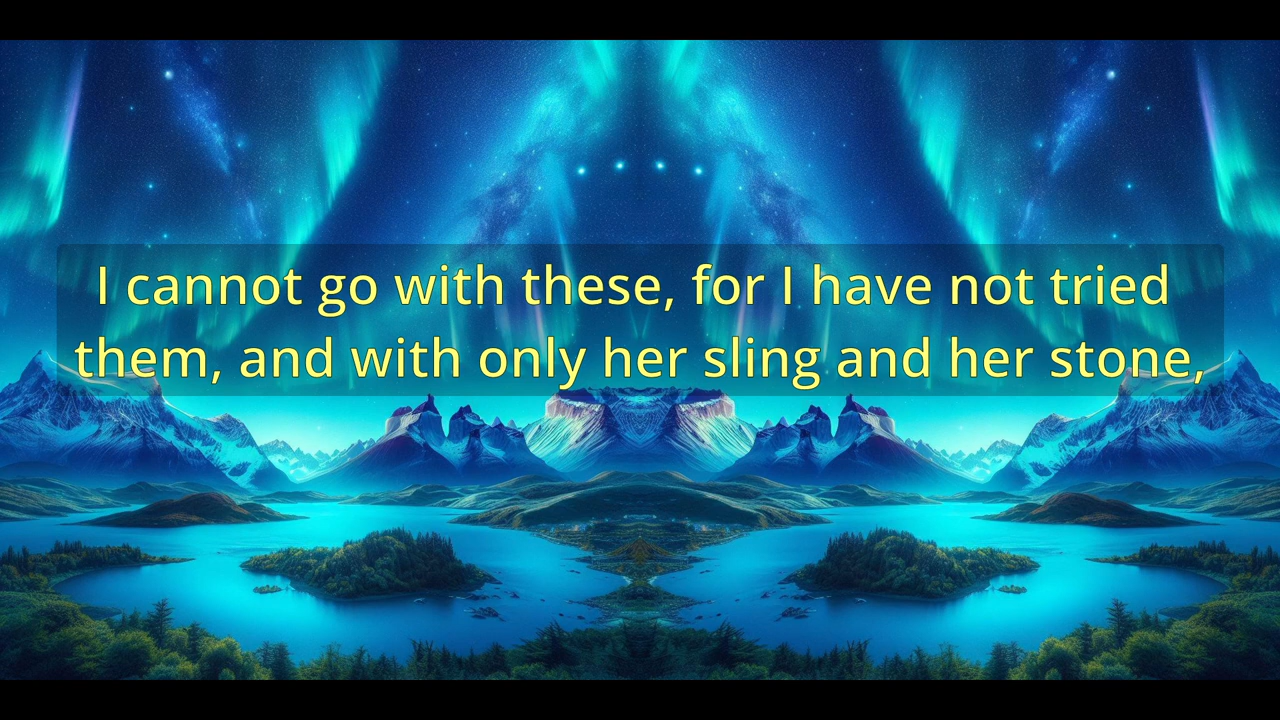 I cannot go with these, for I have not tried
them, and with only her sling and her stone,